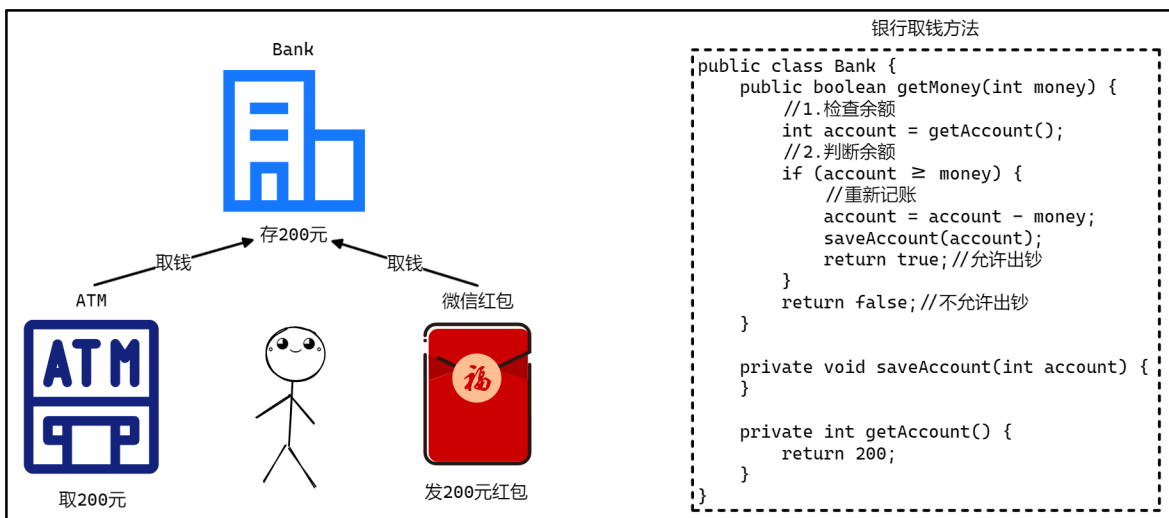 Bank
存200元
取钱
取钱
ATM
微信红包
ATM
福
取200元
发200元红包
银行取钱方法
public class Bank {
    public boolean getMoney(int money) {
        //1.检查余额
        int account = getAccount();
        //2.判断余额
        if (account ≥ money) {
            //重新记账
            account = account - money;
            saveAccount(account);
            return true;//允许出钞
        }
        return false;//不允许出钞
    }

    private void saveAccount(int account) {
    }

    private int getAccount() {
        return 200;
    }
}